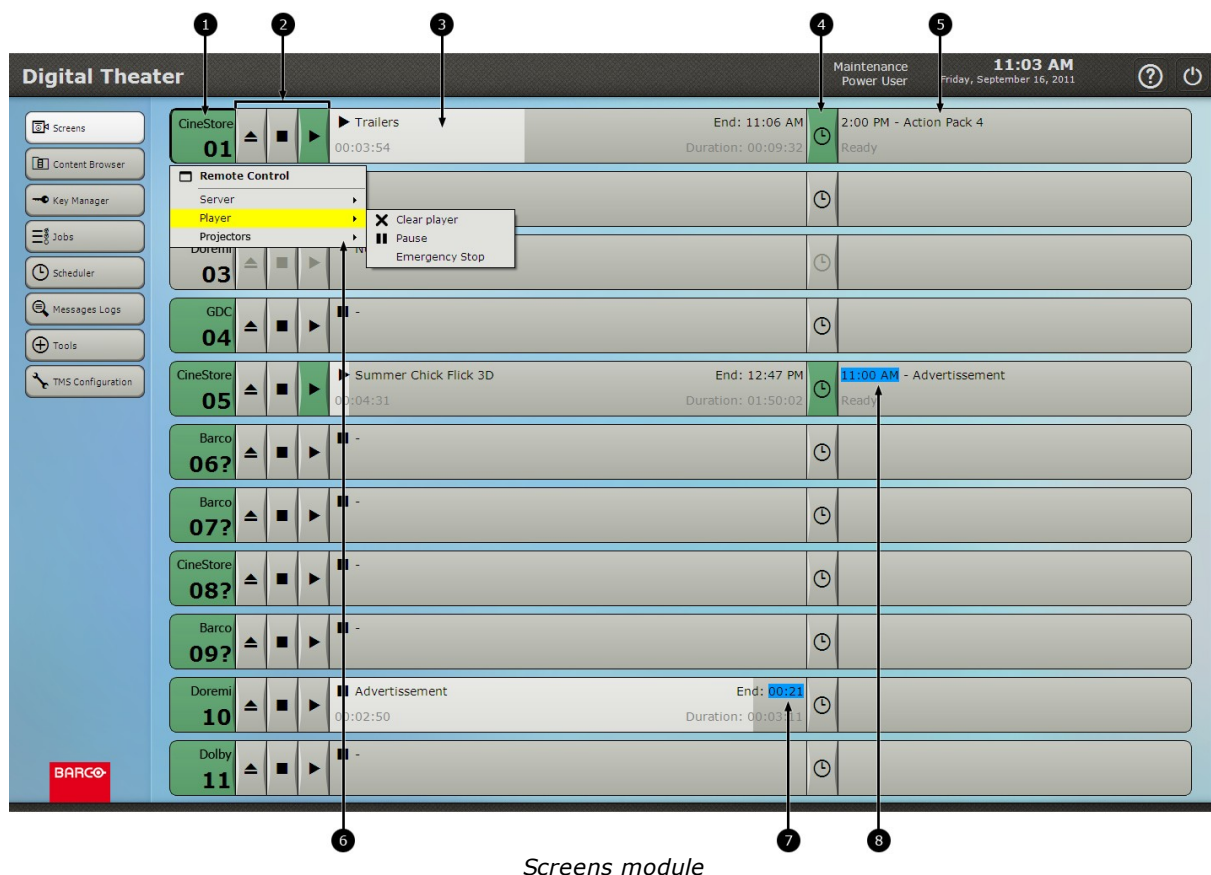 1 2 3 4 5
Digital Theater
Maintenance
Power User
11:03 AM
Friday, September 16, 2011
?
Screens
Content Browser
Key Manager
Jobs
Scheduler
Messages Logs
Tools
TMS Configuration
BARCO
CineStore
01
Trailers
00:03:54
End: 11:06 AM
Duration: 00:09:32
2:00 PM - Action Pack 4
Ready
Remote Control
Server
Player
Projectors
Clear player
Pause
Emergency Stop
Doremi
03
GDC
04
-
CineStore
05
Summer Chick Flick 3D
00:04:31
End: 12:47 PM
Duration: 01:50:02
11:00 AM - Advertissement
Ready
Barco
06?
-
Barco
07?
-
CineStore
08?
-
Barco
09?
-
Doremi
10
Advertissement
00:02:50
End: 00:21
Duration: 00:03:11
Dolby
11
-
6 7 8
Screens module